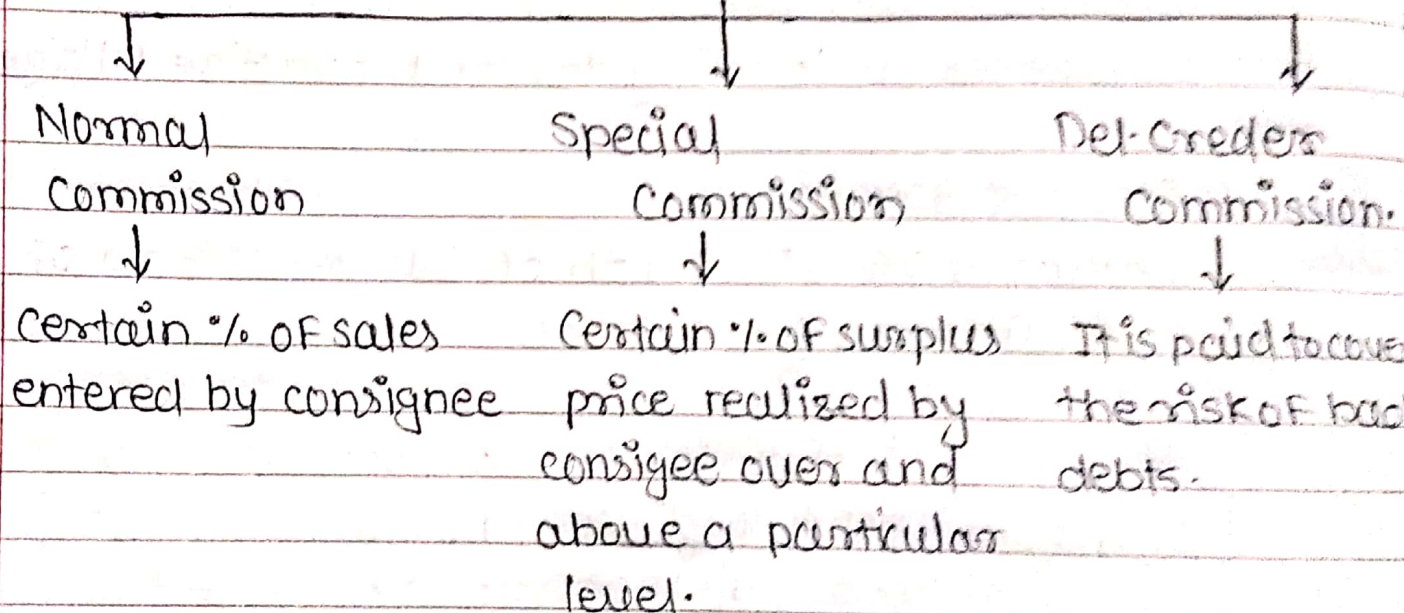 Normal
Commission
Certain % of sales
entered by consignee
Special
Commission
Certain % of surplus
price realized by
consigee over and
above a particular
level.
Del-Creders
Commission.
It is paid to cove
the risk of bad
debts.